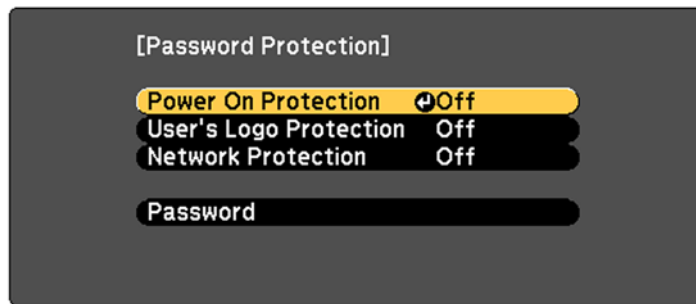 [Password Protection]
Power On Protection Off
User's Logo Protection Off
Network Protection Off
Password